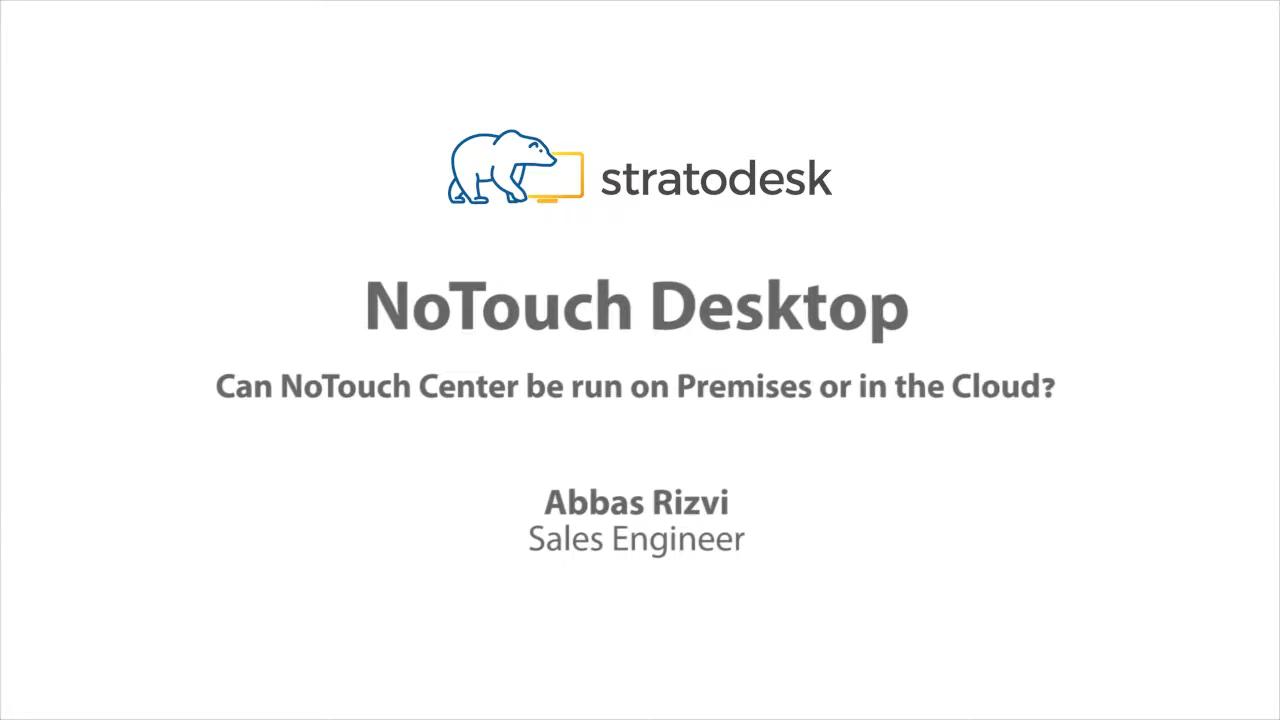 stratodesk
NoTouch Desktop
Can NoTouch Center be run on Premises or in the Cloud?
Abbas Rizvi
Sales Engineer